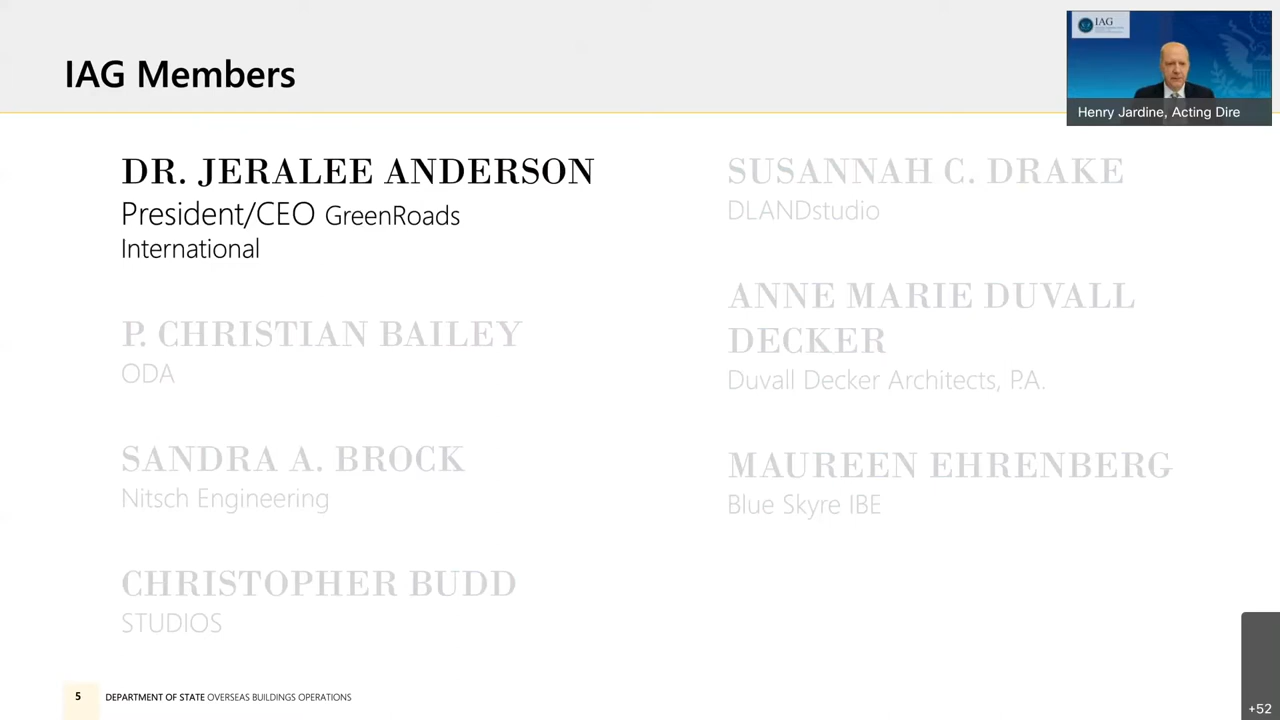 IAG Members
IAG
Henry Jardine, Acting Dire
DR. JERALEE ANDERSON
President/CEO GreenRoads
International
P. CHRISTIAN BAILEY
ODA
SANDRA A. BROCK
Nitsch Engineering
CHRISTOPHER BUDD
STUDIOS
SUSANNAH C. DRAKE
DLANDstudio
ANNE MARIE DUVALL
DECKER
Duvall Decker Architects, P.A.
MAUREEN EHRENBERG
Blue Skyre IBE
5
DEPARTMENT OF STATE OVERSEAS BUILDINGS OPERATIONS
+52